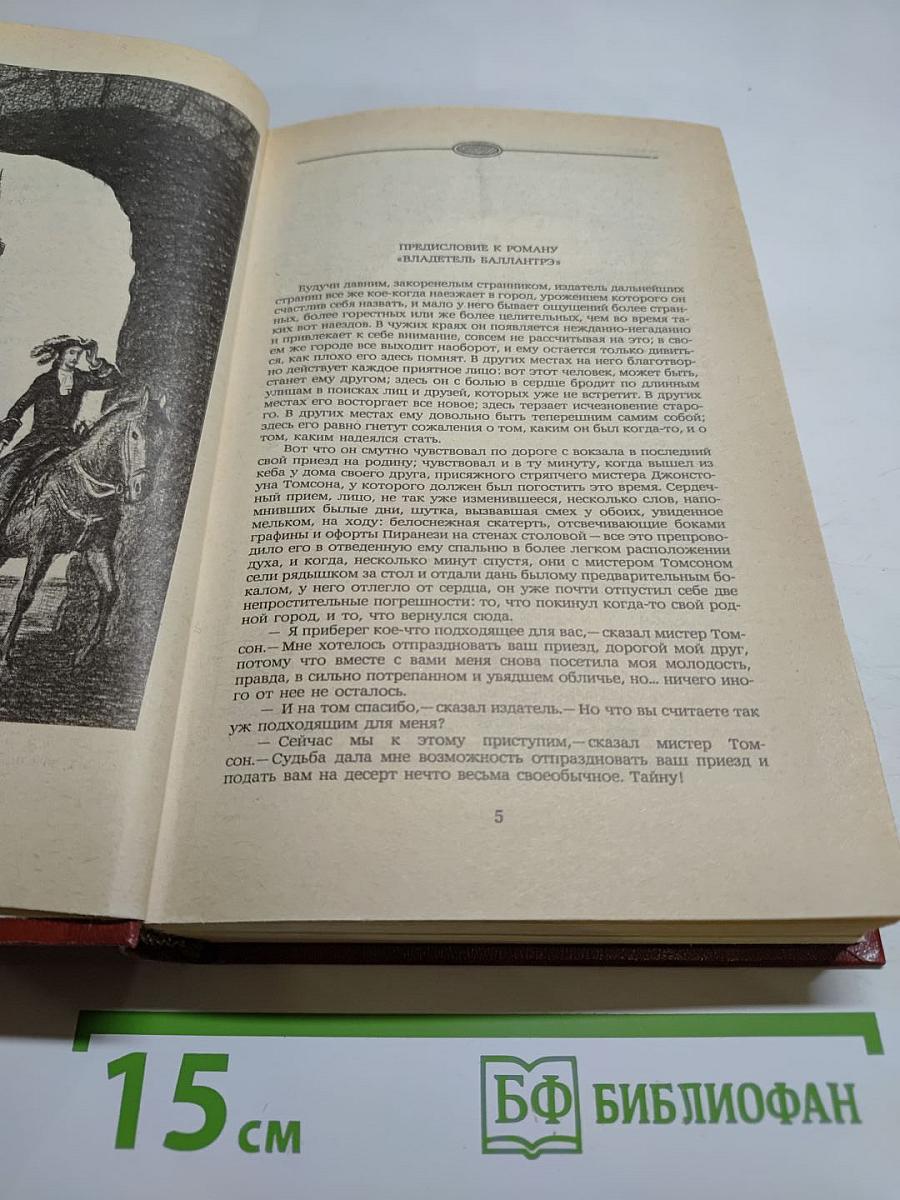 ПРЕДИСЛОВИЕ К РОМАНУ
«ВЛАДЕТЕЛЬ БАЛЛАНТРЭ»
Будучи давним, закоренелым странником, издатель дальнейших
страниц все же кое-когда наезжает в город, уроженцем которого он
счастлив себя назвать, и мало у него бывает ощущений более стран-
ных, более горестных или же более целительных, чем во время та-
ких вот наездов. В чужих краях он появляется нежданно-негаданно
и привлекает к себе внимание, совсем не рассчитывая на это; в сво-
ем же городе все выходит наоборот, и ему остается только дивить-
ся, как плохо его здесь помнят. В других местах на него благотвор-
но действует каждое приятное лицо: вот этот человек, может быть,
станет ему другом; здесь он с болью в сердце бродит по длинным
улицам в поисках лиц и друзей, которых уже не встретит. В других
местах его восторгает все новое; здесь терзает исчезновение старо-
го. В других местах ему довольно быть теперешним самим собой;
здесь его равно гнетут сожаления о том, каким он был когда-то, и о
том, каким надеялся стать.
Вот что он смутно чувствовал по дороге с вокзала в последний
свой приезд на родину; чувствовал и в ту минуту, когда вышел из
кеба у дома своего друга, присяжного стряпчего мистера Джонсто-
уна Томсона, у которого должен был погостить это время. Сердеч-
ный прием, лицо, не так уже изменившееся, несколько слов, напо-
мнивших былые дни, шутка, вызвавшая смех у обоих, увиденное
мельком, на ходу: белоснежная скатерть, отсвечивающие боками
графины и офорты Пиранези на стенах столовой — все это препрово-
дило его в отведенную ему спальню в более легком расположении
духа, и когда, несколько минут спустя, они с мистером Томсоном
сели рядышком за стол и отдали дань былому предварительным бо-
калом, у него отлегло от сердца, он уже почти отпустил себе две
непростительные погрешности: то, что покинул когда-то свой род-
ной город, и то, что вернулся сюда.
— Я приберег кое-что подходящее для вас,— сказал мистер Том-
сон.— Мне хотелось отпраздновать ваш приезд, дорогой мой друг,
потому что вместе с вами меня снова посетила моя молодость,
правда, в сильно потрепанном и увядшем обличье, но... ничего ино-
го от нее не осталось.
— И на том спасибо,— сказал издатель.— Но что вы считаете так
уж подходящим для меня?
— Сейчас мы к этому приступим,— сказал мистер Том-
сон.— Судьба дала мне возможность отпраздновать ваш приезд и
подать вам на десерт нечто весьма своеобычное. Тайну!
5
15 см
БФ БИБЛИОФАН